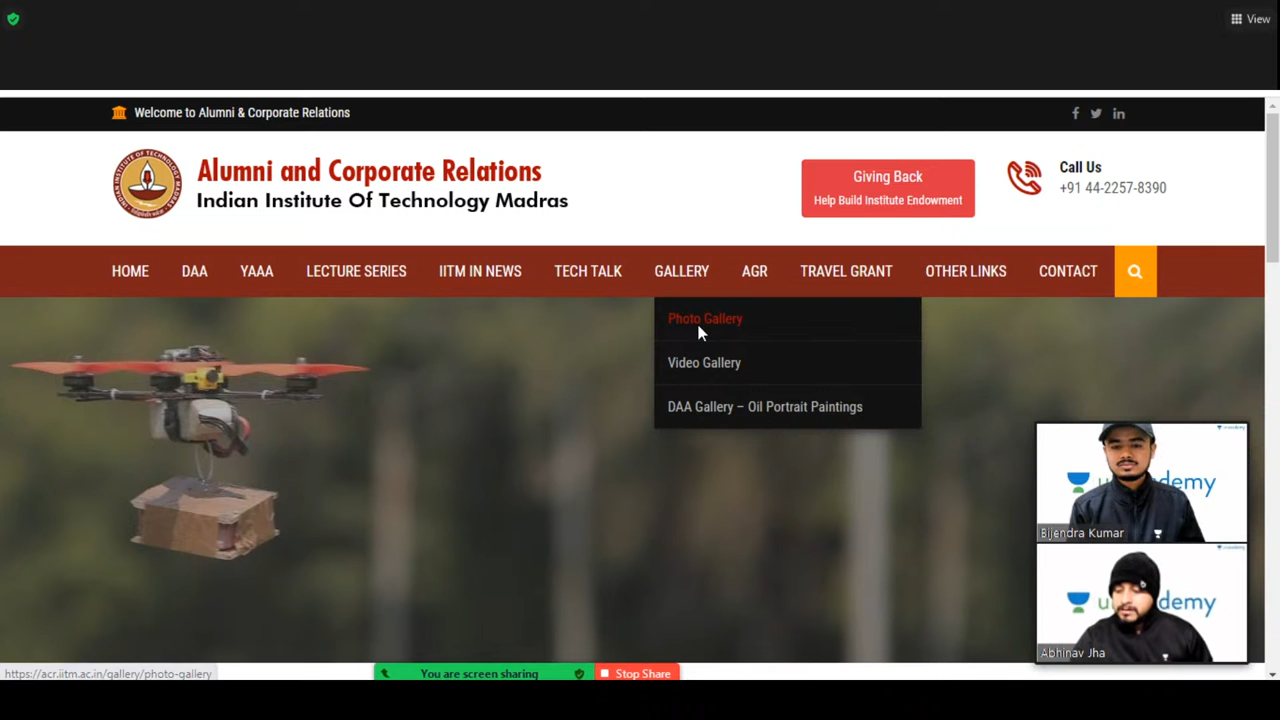 View
Welcome to Alumni & Corporate Relations
Alumni and Corporate Relations
Indian Institute Of Technology Madras
Giving Back
Help Build Institute Endowment
Call Us
+91 44-2257-8390
HOME DAA YAAA LECTURE SERIES IITM IN NEWS TECH TALK GALLERY AGR TRAVEL GRANT OTHER LINKS CONTACT
Photo Gallery
Video Gallery
DAA Gallery – Oil Portrait Paintings
Bijendra Kumar
Abhinav Jha
https://acr.iitm.ac.in/gallery/photo-gallery
You are screen sharing
Stop Share